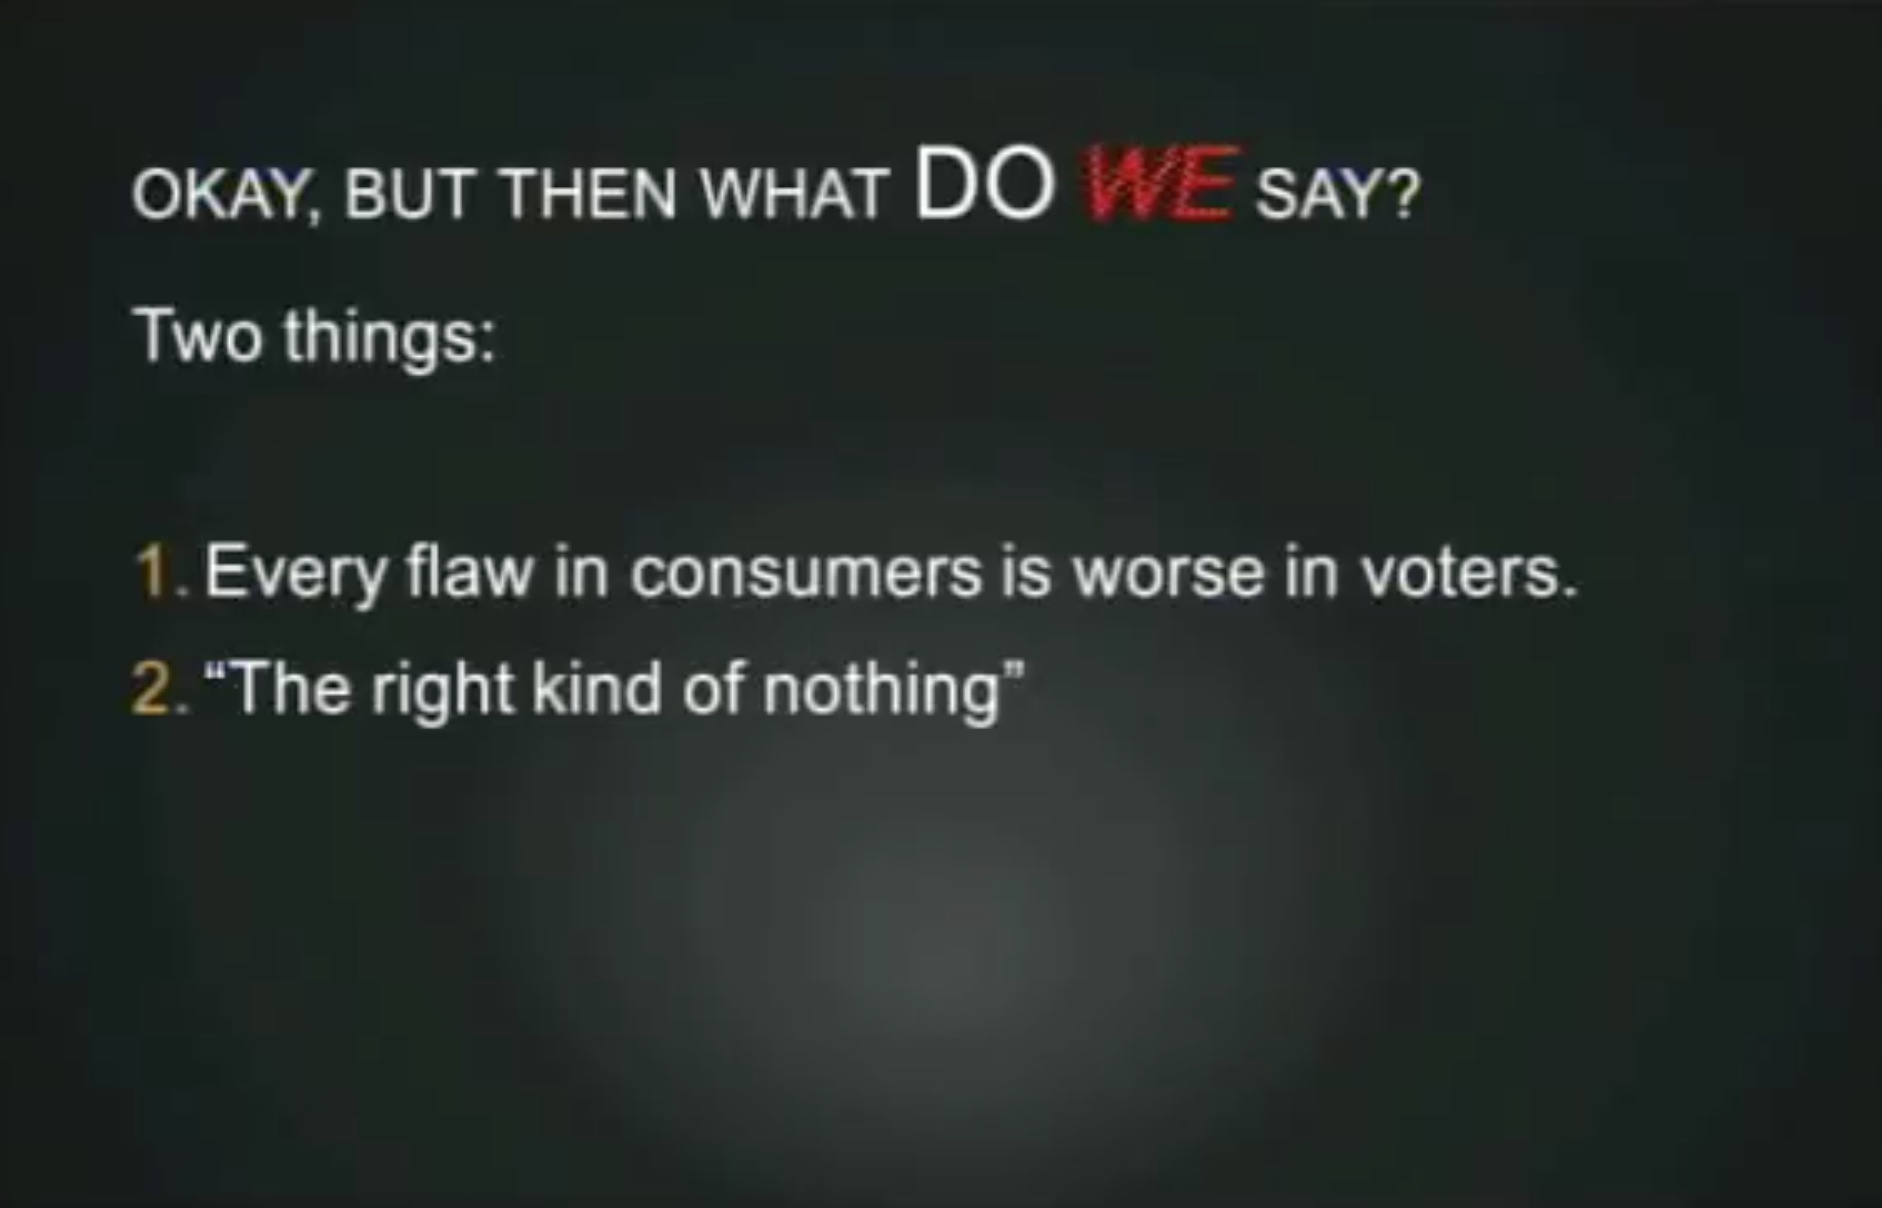 OKAY, BUT THEN WHAT DO WE SAY?
Two things:
1. Every flaw in consumers is worse in voters.
2. “The right kind of nothing”